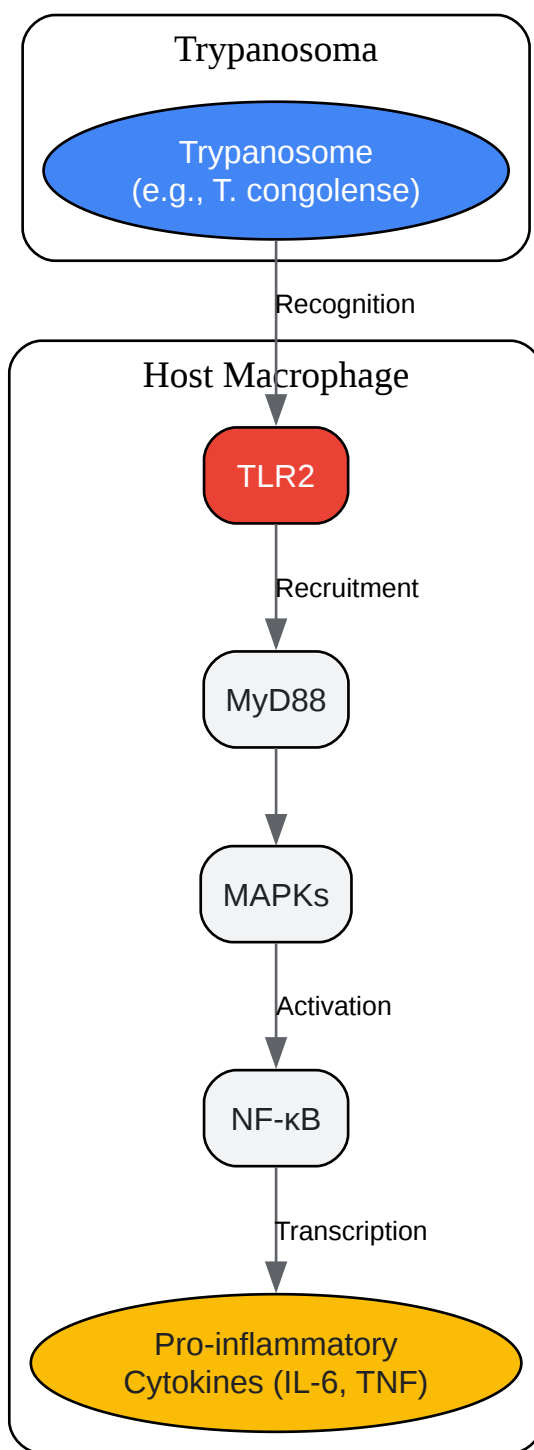 Trypanosoma
Trypanosome
(e.g., T. congolense)
Recognition
Host Macrophage
TLR2
Recruitment
MyD88
MAPKs
Activation
NF-κB
Transcription
Pro-inflammatory
Cytokines (IL-6, TNF)